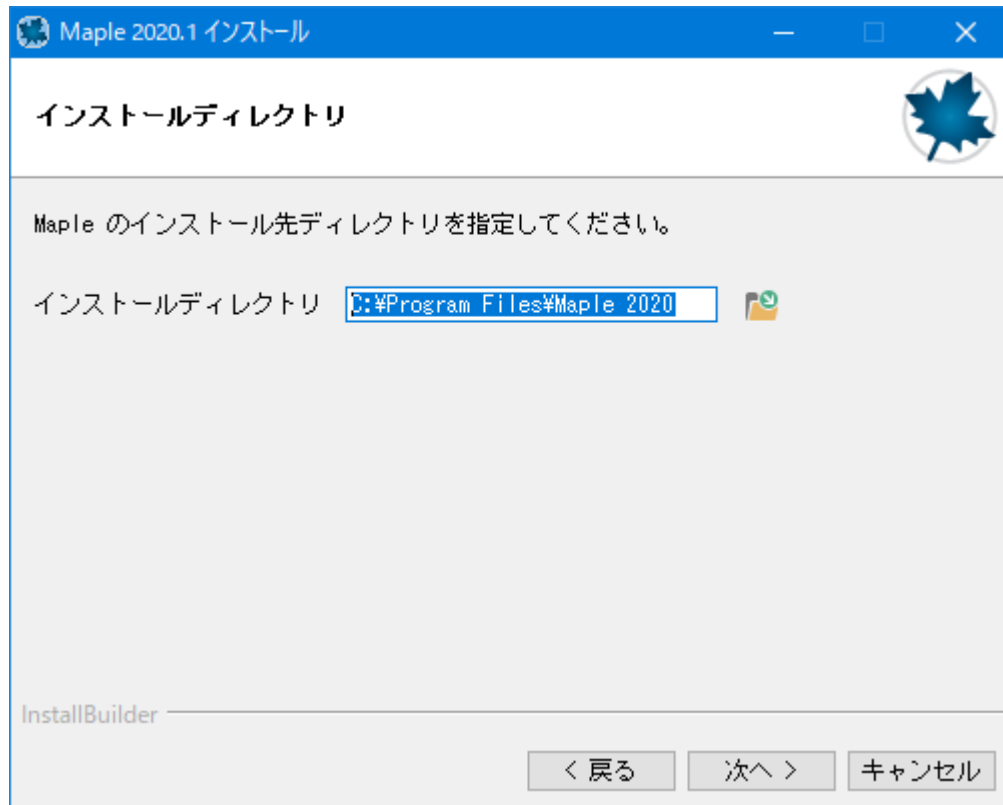 Maple 2020.1 インストール
インストールディレクトリ
Maple のインストール先ディレクトリを指定してください。
インストールディレクトリ C:¥Program Files¥Maple 2020
InstallBuilder
< 戻る 次へ > キャンセル